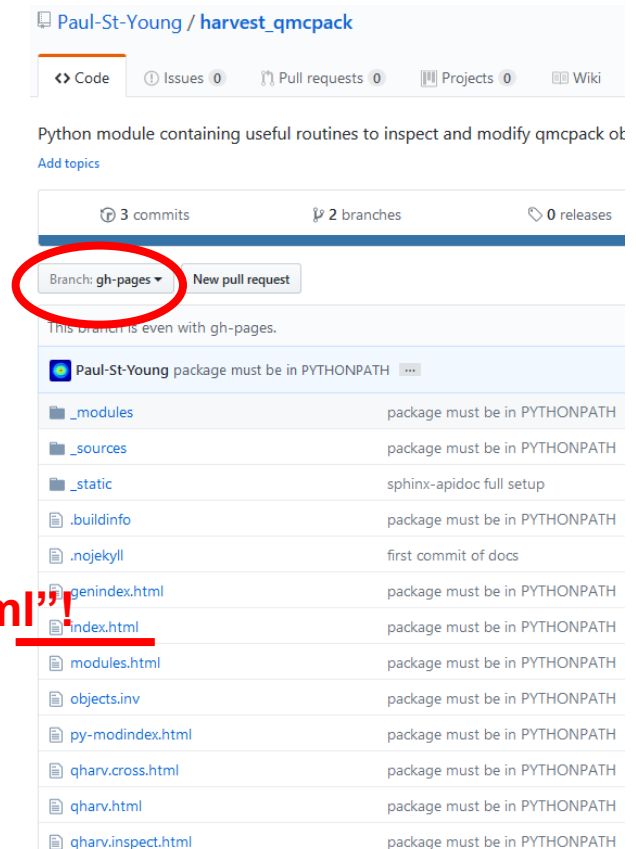 Paul-St-Young / harvest_qmcpack
Code Issues 0 Pull requests 0 Projects 0 Wiki
Python module containing useful routines to inspect and modify qmcpack ob
Add topics
3 commits 2 branches 0 releases
Branch: gh-pages New pull request
This branch is even with gh-pages.
Paul-St-Young package must be in PYTHONPATH ...
_modules package must be in PYTHONPATH
_sources package must be in PYTHONPATH
_static sphinx-apidoc full setup
.buildinfo package must be in PYTHONPATH
.nojekyll first commit of docs
genindex.html package must be in PYTHONPATH
ml”!
index.html package must be in PYTHONPATH
modules.html package must be in PYTHONPATH
objects.inv package must be in PYTHONPATH
py-modindex.html package must be in PYTHONPATH
qharv.cross.html package must be in PYTHONPATH
qharv.html package must be in PYTHONPATH
qharv.inspect.html package must be in PYTHONPATH